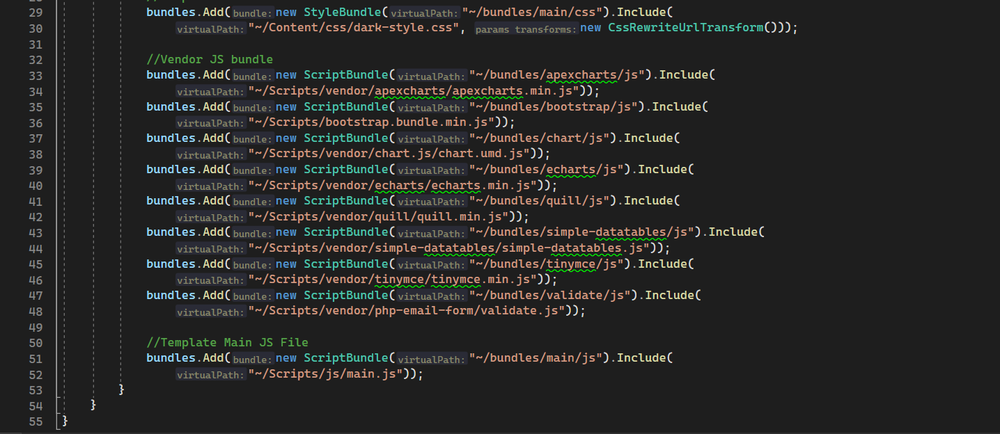 29 bundles.Add(bundle: new StyleBundle(virtualPath: "~/bundles/main/css").Include(
30 virtualPath: "~/Content/css/dark-style.css", params transforms: new CssRewriteUrlTransform()));
31
32 //Vendor JS bundle
33 bundles.Add(bundle: new ScriptBundle(virtualPath: "~/bundles/apexcharts/js").Include(
34 virtualPath: "~/Scripts/vendor/apexcharts/apexcharts.min.js"));
35 bundles.Add(bundle: new ScriptBundle(virtualPath: "~/bundles/bootstrap/js").Include(
36 virtualPath: "~/Scripts/bootstrap.bundle.min.js"));
37 bundles.Add(bundle: new ScriptBundle(virtualPath: "~/bundles/chart/js").Include(
38 virtualPath: "~/Scripts/vendor/chart.js/chart.umd.js"));
39 bundles.Add(bundle: new ScriptBundle(virtualPath: "~/bundles/echarts/js").Include(
40 virtualPath: "~/Scripts/vendor/echarts/echarts.min.js"));
41 bundles.Add(bundle: new ScriptBundle(virtualPath: "~/bundles/quill/js").Include(
42 virtualPath: "~/Scripts/vendor/quill/quill.min.js"));
43 bundles.Add(bundle: new ScriptBundle(virtualPath: "~/bundles/simple-datatables/js").Include(
44 virtualPath: "~/Scripts/vendor/simple-datatables/simple-datatables.js"));
45 bundles.Add(bundle: new ScriptBundle(virtualPath: "~/bundles/tinymce/js").Include(
46 virtualPath: "~/Scripts/vendor/tinymce/tinymce.min.js"));
47 bundles.Add(bundle: new ScriptBundle(virtualPath: "~/bundles/validate/js").Include(
48 virtualPath: "~/Scripts/vendor/php-email-form/validate.js"));
49
50 //Template Main JS File
51 bundles.Add(bundle: new ScriptBundle(virtualPath: "~/bundles/main/js").Include(
52 virtualPath: "~/Scripts/js/main.js"));
53 }
54 }
55 }